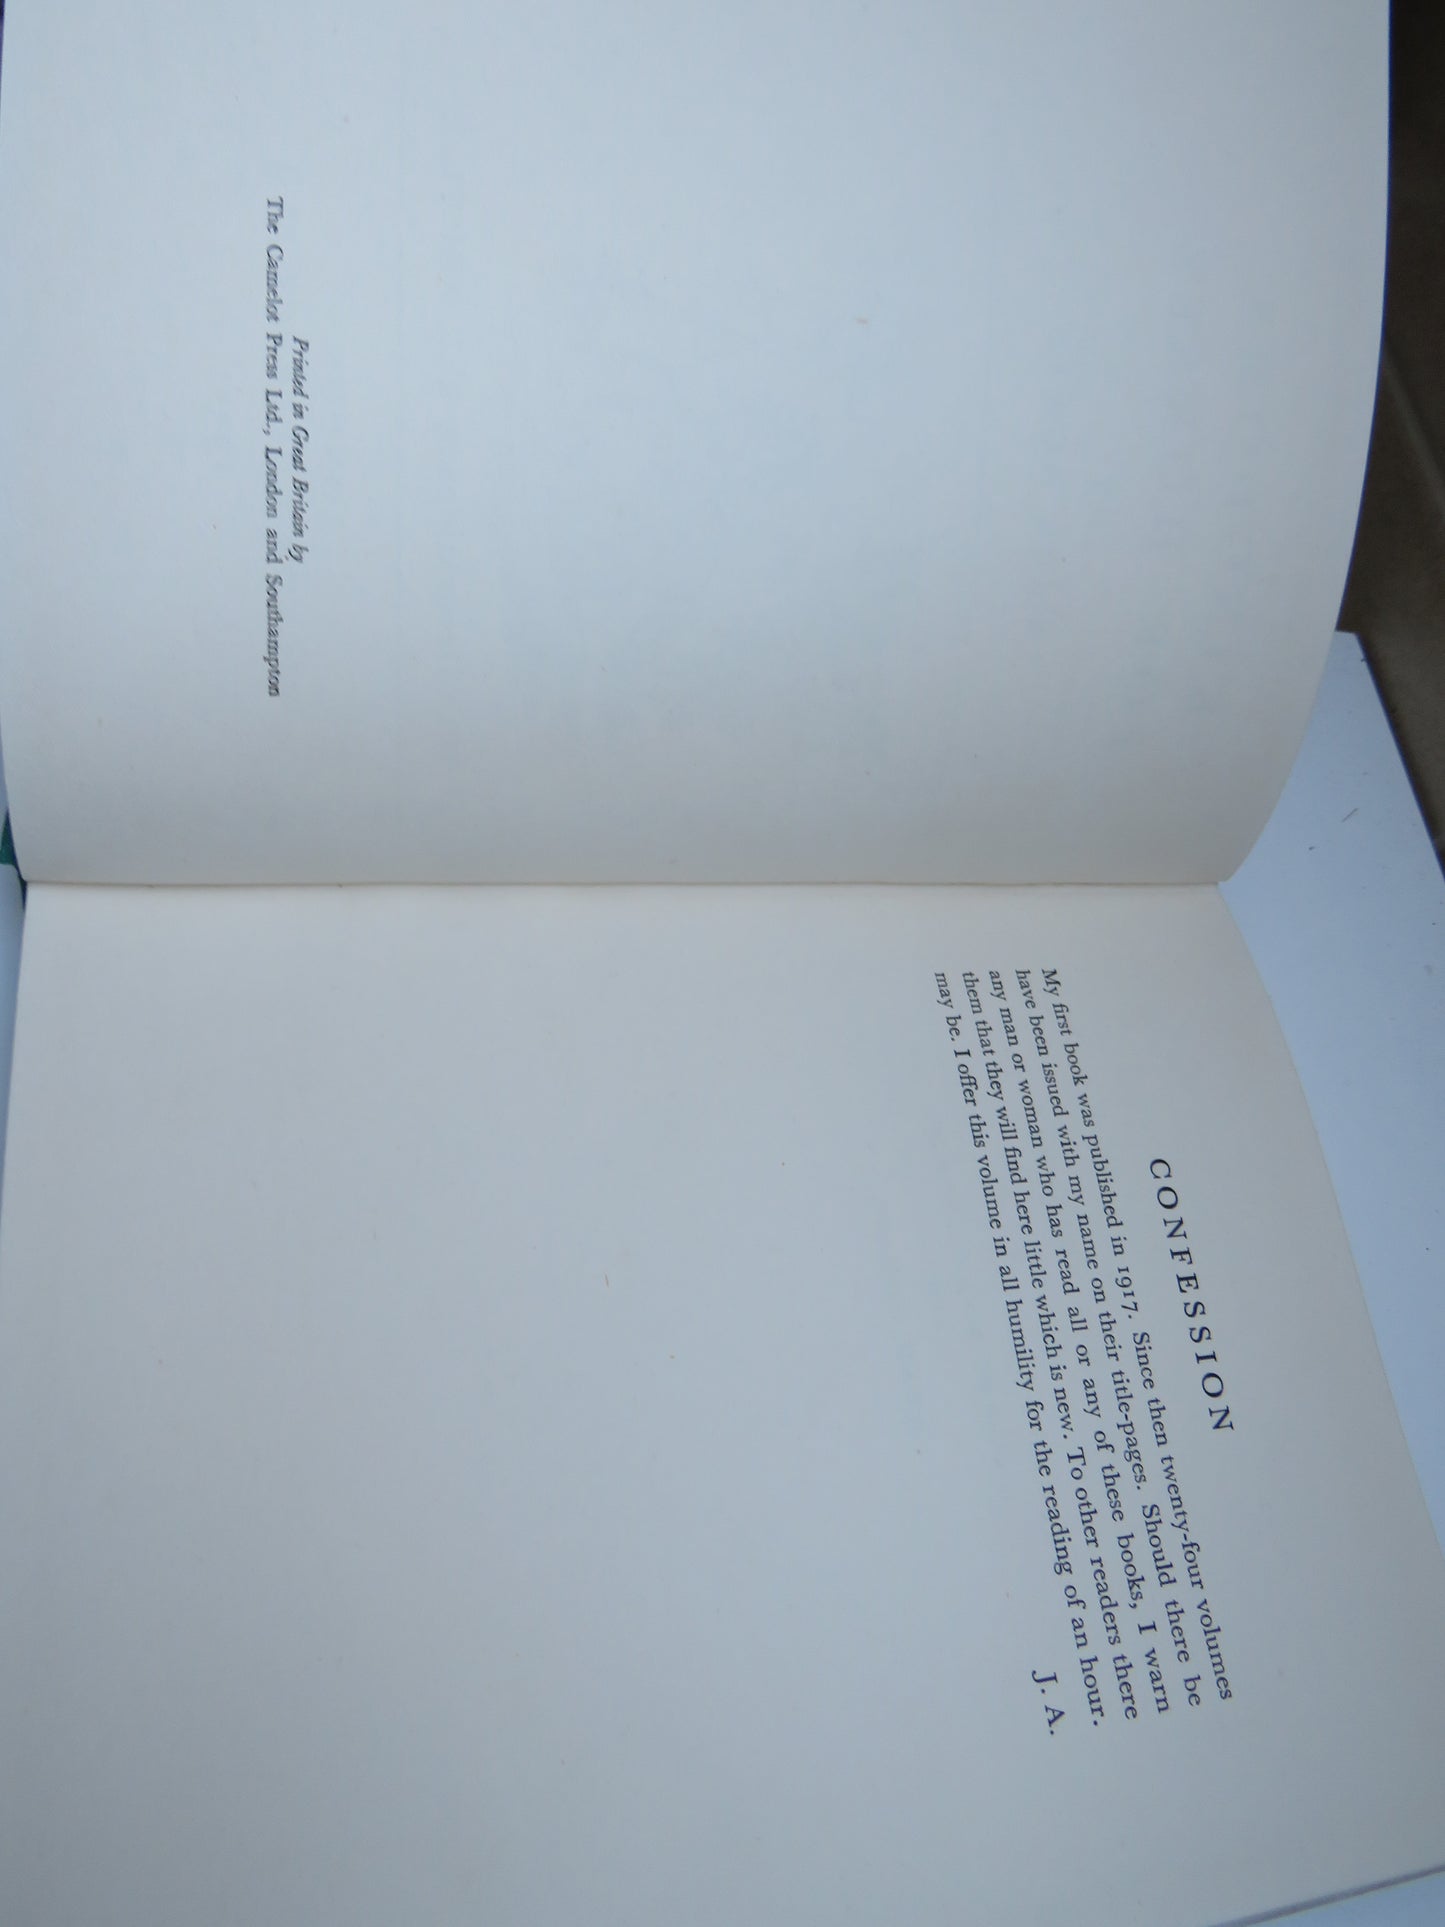 Printed in Great Britain by
The Camelot Press Ltd., London and Southampton
CONFESSION
My first book was published in 1917. Since then twenty-four volumes
have been issued with my name on their title-pages. Should there be
any man or woman who has read all or any of these books, I warn
them that they will find here little which is new. To other readers there
may be. I offer this volume in all humility for the reading of an hour.
J. A.